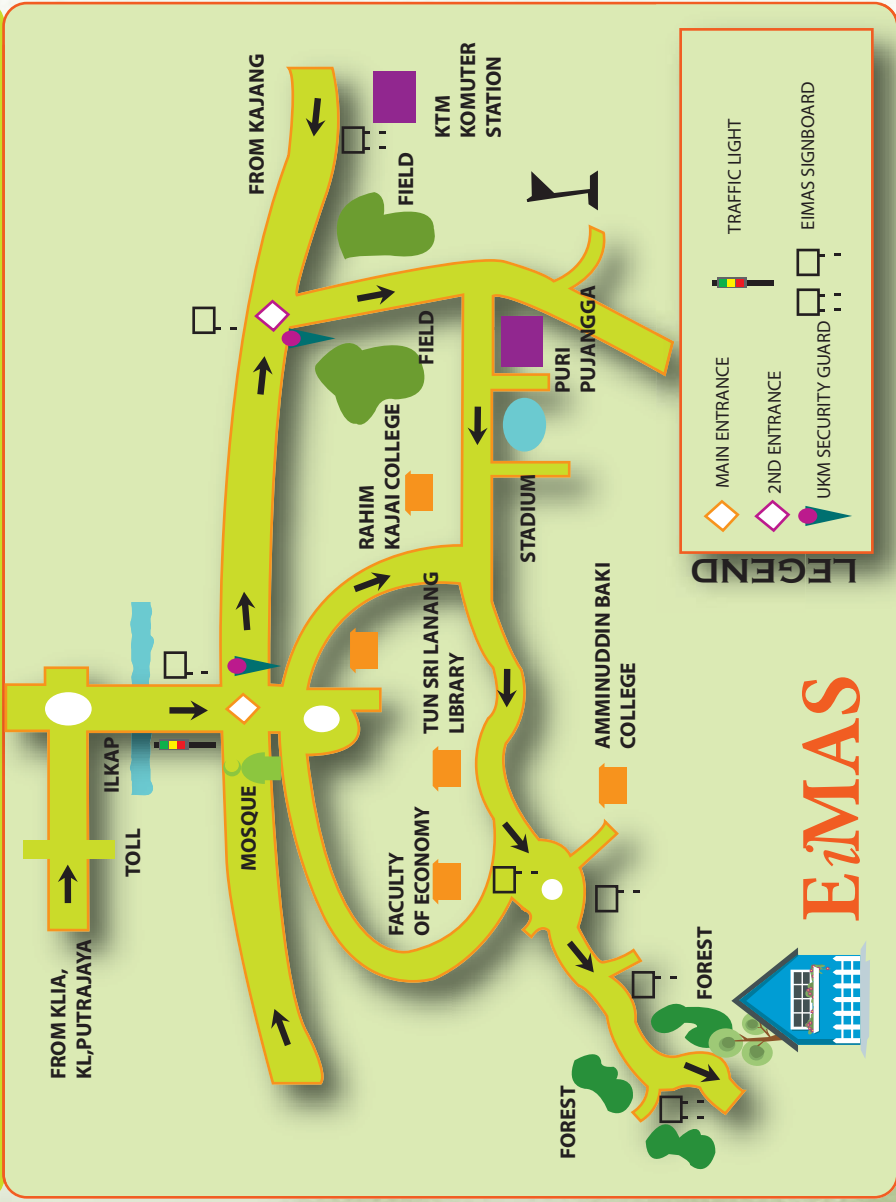 FROM KLIA,
KL,PUTRAJAYA
TOLL
ILKAP
MOSQUE
FROM KAJANG
KTM
KOMUTER
STATION
FIELD
FIELD
RAHIM
KAJAI COLLEGE
FACULTY
OF ECONOMY
TUN SRI LANANG
LIBRARY
STADIUM
PURI
PUJANGGA
AMMINUDDIN BAKI
COLLEGE
FOREST
FOREST
EiMAS
LEGEND
MAIN ENTRANCE
2ND ENTRANCE
UKM SECURITY GUARD
TRAFFIC LIGHT
EIMAS SIGNBOARD